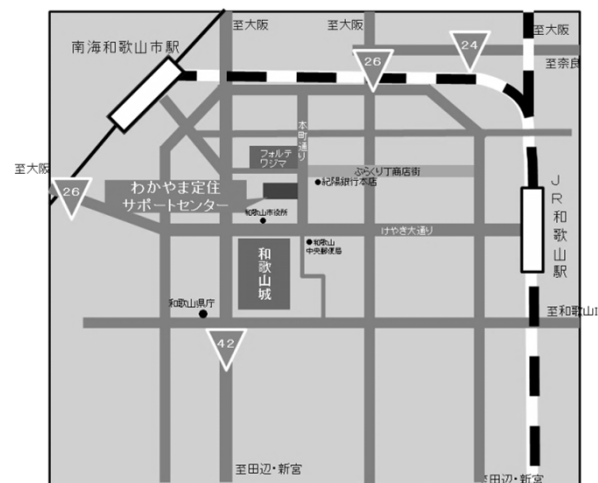 至大阪
至大阪
至大阪
南海和歌山市駅
24
26
至奈良
本町通り
フォルテ
ワジマ
ぶらくり丁商店街
至大阪
紀陽銀行本店
26
わかやま定住
サポートセンター
JR和歌山駅
和歌山市役所
けやき大通り
和歌山
中央郵便局
和歌山城
和歌山県庁
至和歌山I
42
至田辺・新宮
至田辺・新宮